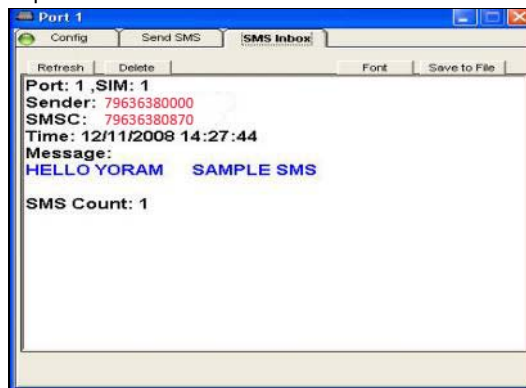 Port 1
Config Send SMS SMS Inbox
Refresh Delete Font Save to File
Port: 1 ,SIM: 1
Sender: 79636380000
SMSC: 79636380870
Time: 12/11/2008 14:27:44
Message:
HELLO YORAM SAMPLE SMS
SMS Count: 1